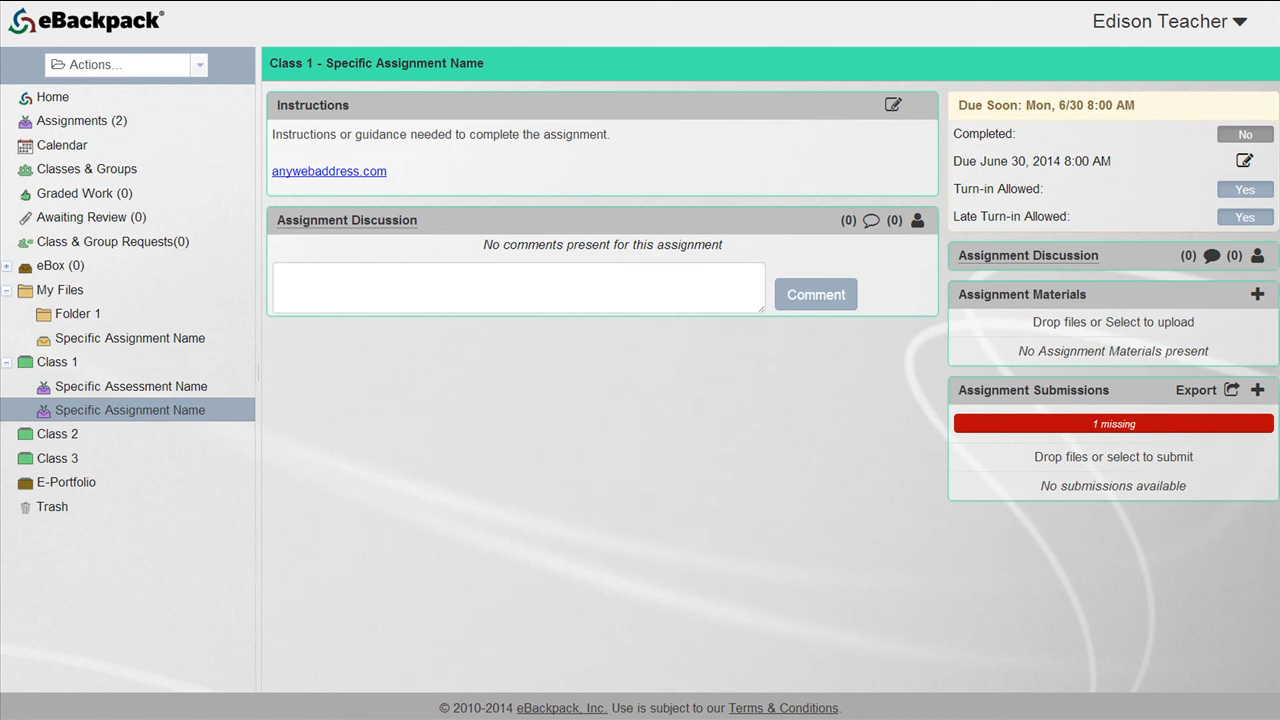 eBackpack®
Edison Teacher
Actions...
Home
Assignments (2)
Calendar
Classes & Groups
Graded Work (0)
Awaiting Review (0)
Class & Group Requests(0)
eBox (0)
My Files
Folder 1
Specific Assignment Name
Class 1
Specific Assessment Name
Specific Assignment Name
Class 2
Class 3
E-Portfolio
Trash
Class 1 - Specific Assignment Name
Instructions
Instructions or guidance needed to complete the assignment.
anywebaddress.com
Assignment Discussion (0) (0)
No comments present for this assignment
Comment
Due Soon: Mon, 6/30 8:00 AM
Completed: No
Due June 30, 2014 8:00 AM
Turn-in Allowed: Yes
Late Turn-in Allowed: Yes
Assignment Discussion (0) (0)
Assignment Materials
Drop files or Select to upload
No Assignment Materials present
Assignment Submissions Export
1 missing
Drop files or select to submit
No submissions available
© 2010-2014 eBackpack, Inc. Use is subject to our Terms & Conditions.